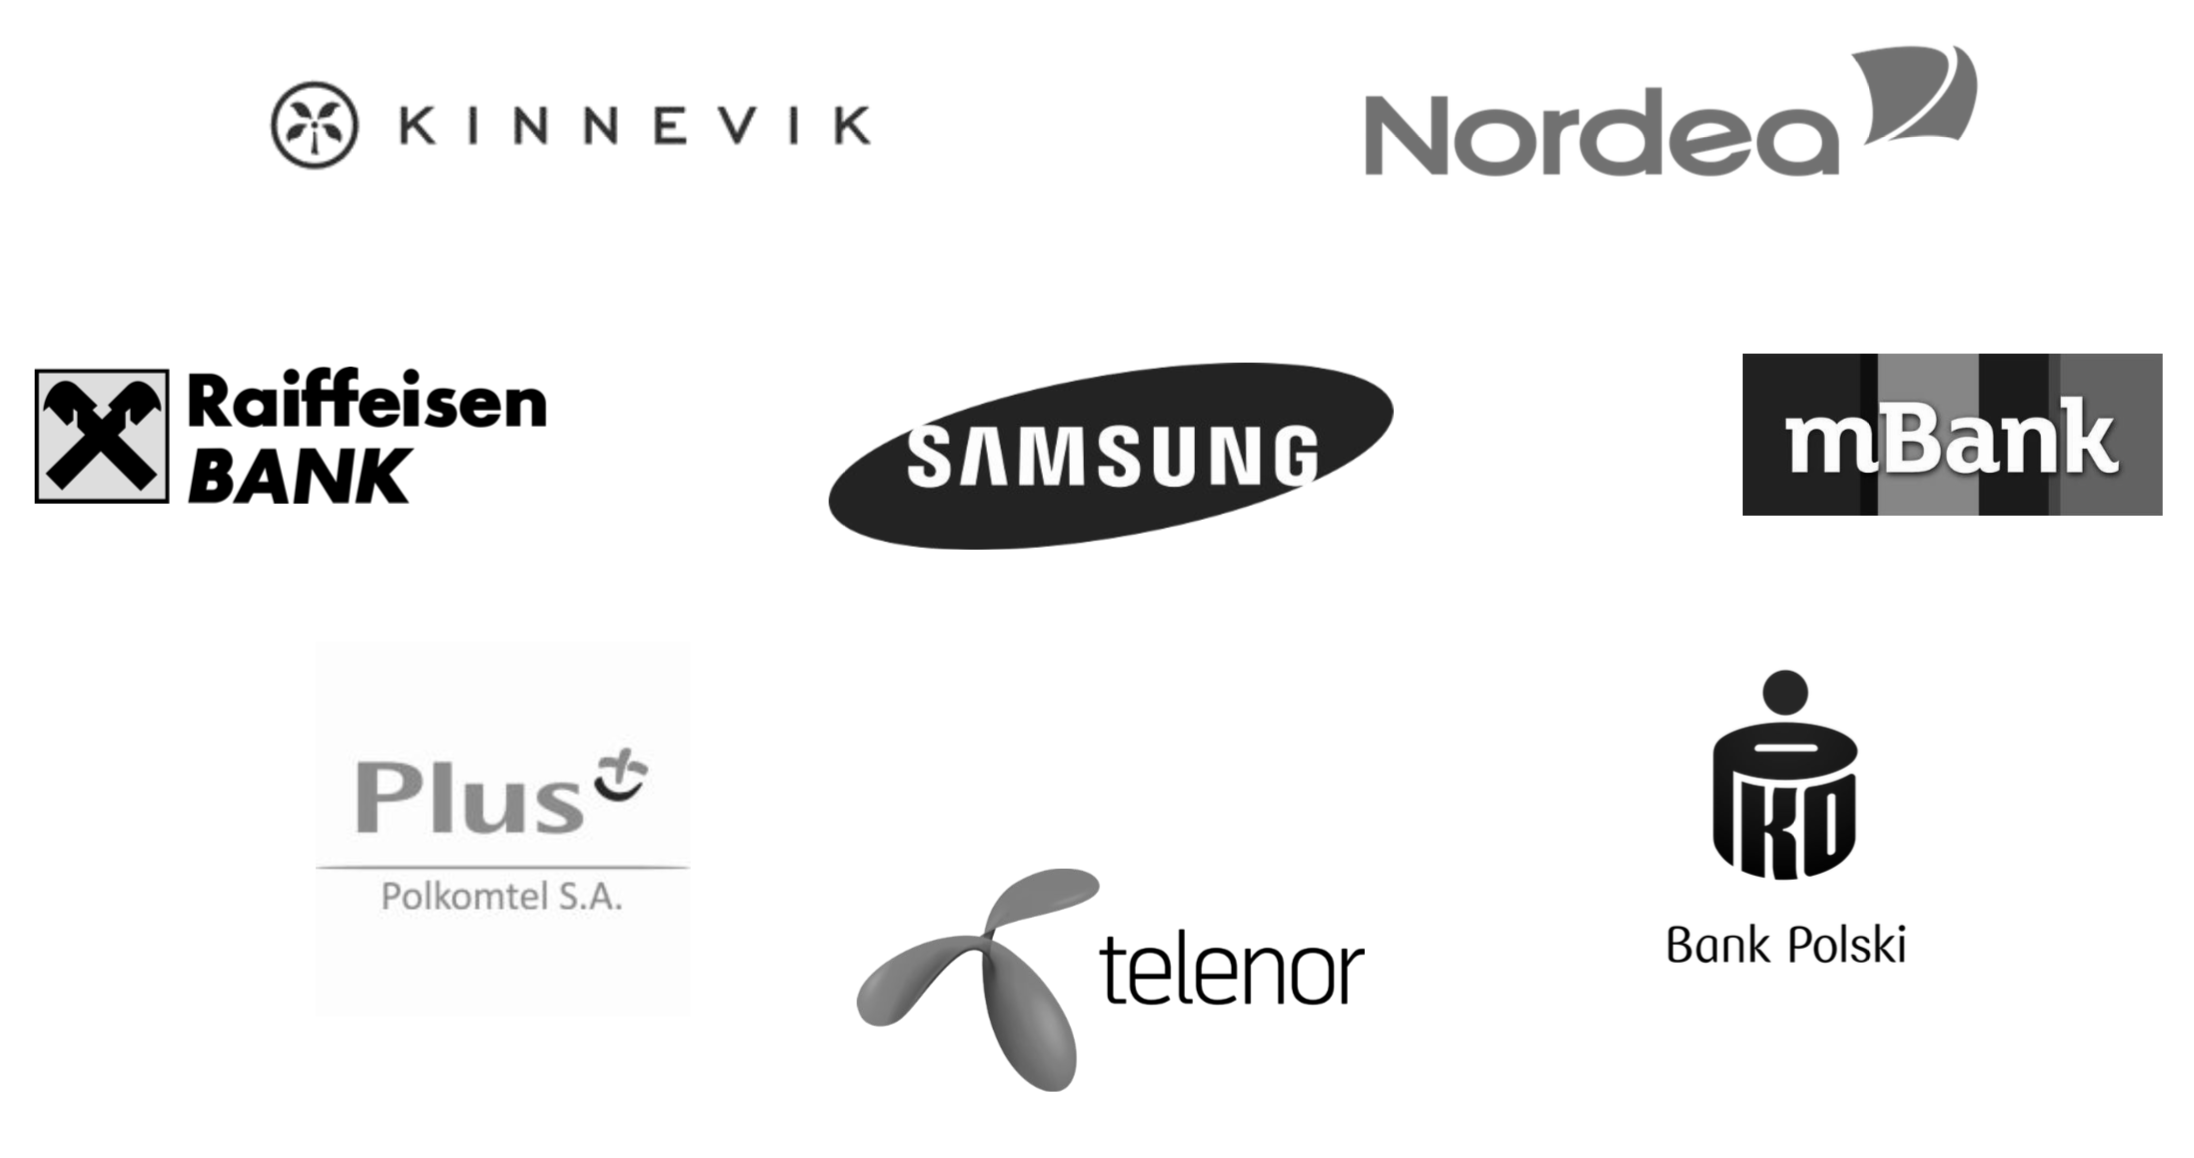 KINNEVIK
Nordea
Raiffeisen
BANK
SAMSUNG
mBank
Plus
Polkomtel S.A.
telenor
PKO
Bank Polski